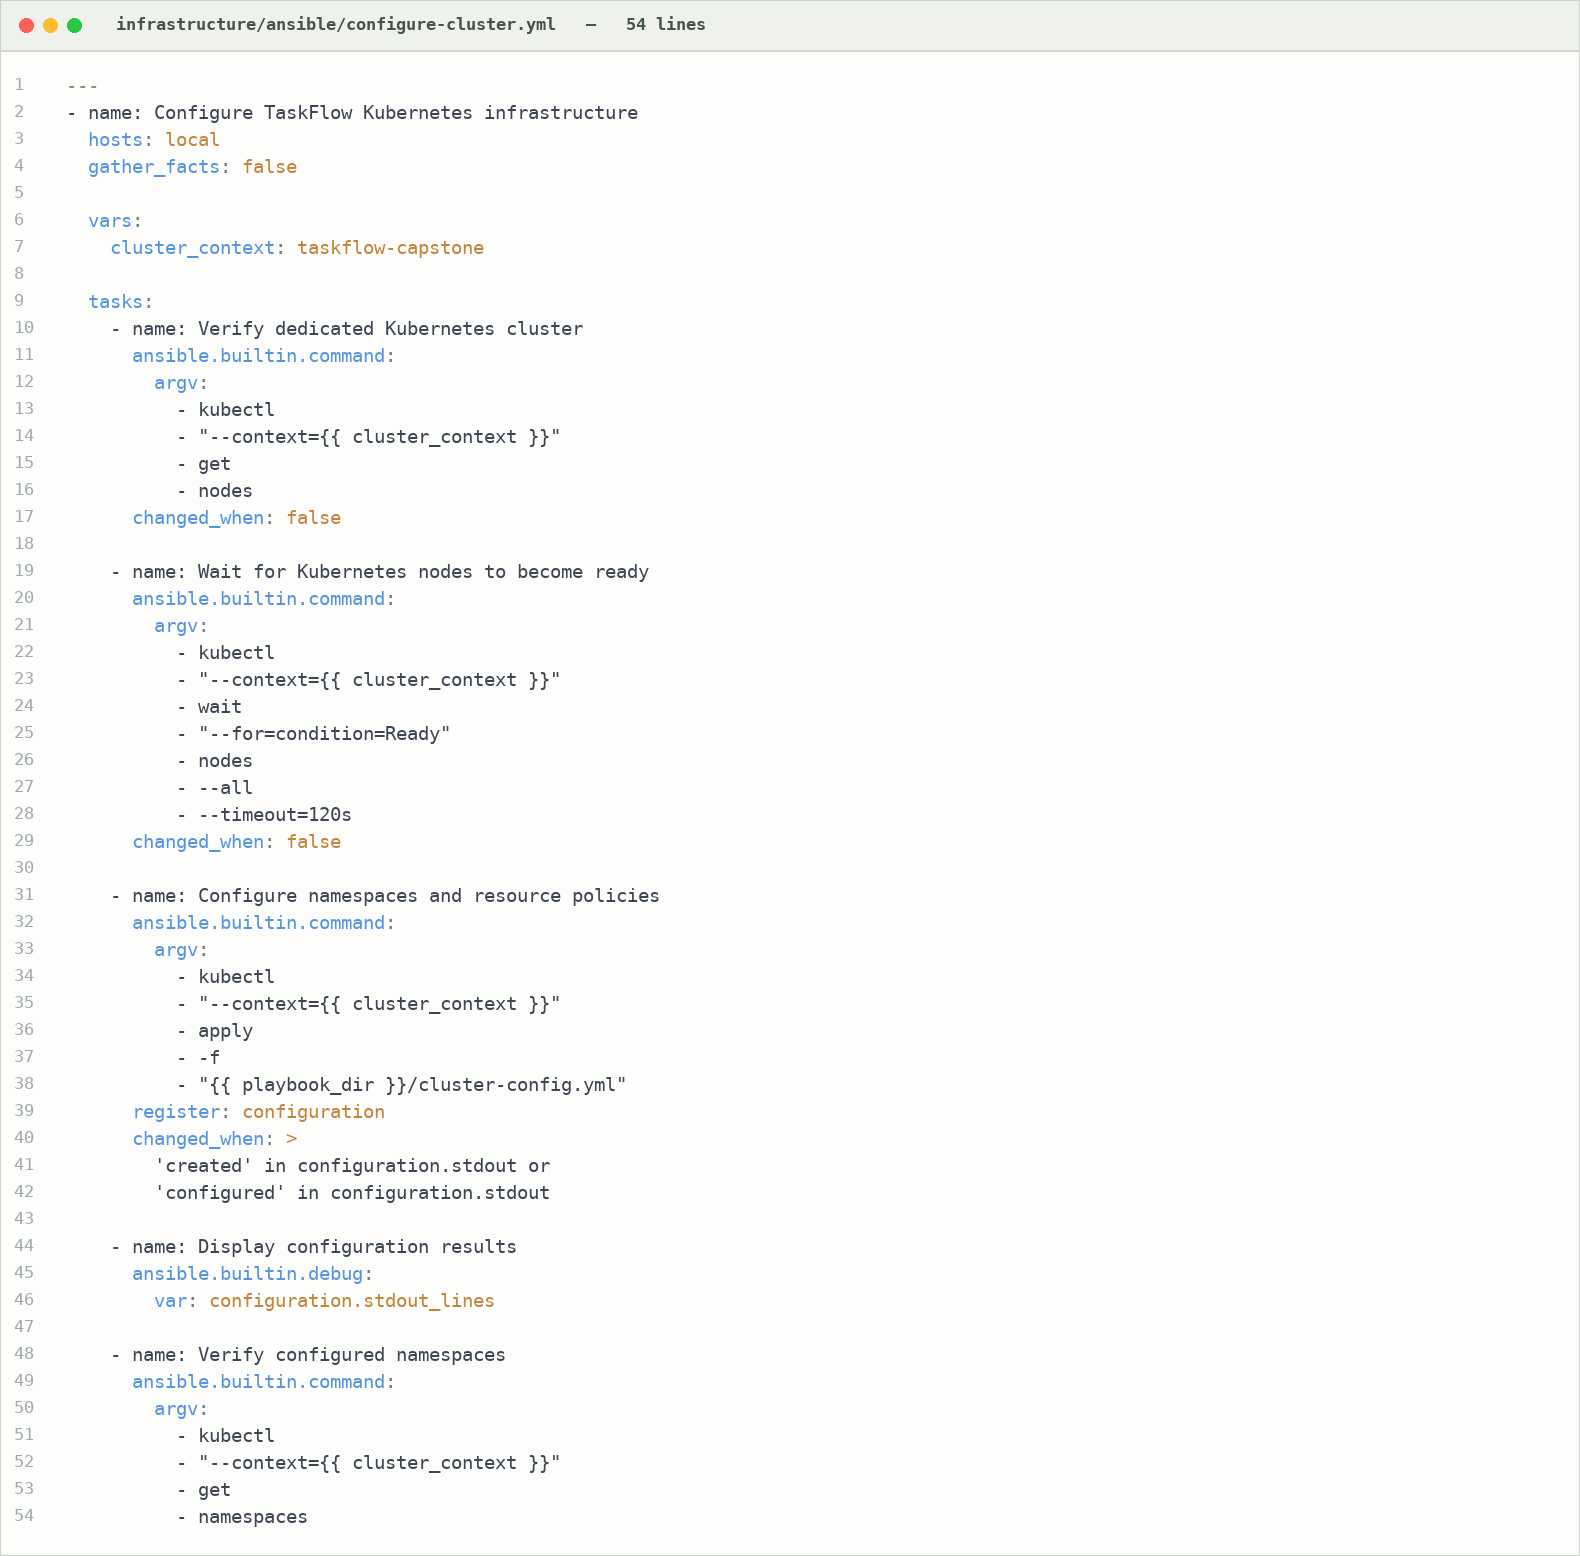 infrastructure/ansible/configure-cluster.yml — 54 lines
1 ---
2 - name: Configure TaskFlow Kubernetes infrastructure
3   hosts: local
4   gather_facts: false
5
6   vars:
7     cluster_context: taskflow-capstone
8
9   tasks:
10     - name: Verify dedicated Kubernetes cluster
11       ansible.builtin.command:
12         argv:
13           - kubectl
14           - "--context={{ cluster_context }}"
15           - get
16           - nodes
17       changed_when: false
18
19     - name: Wait for Kubernetes nodes to become ready
20       ansible.builtin.command:
21         argv:
22           - kubectl
23           - "--context={{ cluster_context }}"
24           - wait
25           - "--for=condition=Ready"
26           - nodes
27           - --all
28           - --timeout=120s
29       changed_when: false
30
31     - name: Configure namespaces and resource policies
32       ansible.builtin.command:
33         argv:
34           - kubectl
35           - "--context={{ cluster_context }}"
36           - apply
37           - -f
38           - "{{ playbook_dir }}/cluster-config.yml"
39       register: configuration
40       changed_when: >
41         'created' in configuration.stdout or
42         'configured' in configuration.stdout
43
44     - name: Display configuration results
45       ansible.builtin.debug:
46         var: configuration.stdout_lines
47
48     - name: Verify configured namespaces
49       ansible.builtin.command:
50         argv:
51           - kubectl
52           - "--context={{ cluster_context }}"
53           - get
54           - namespaces